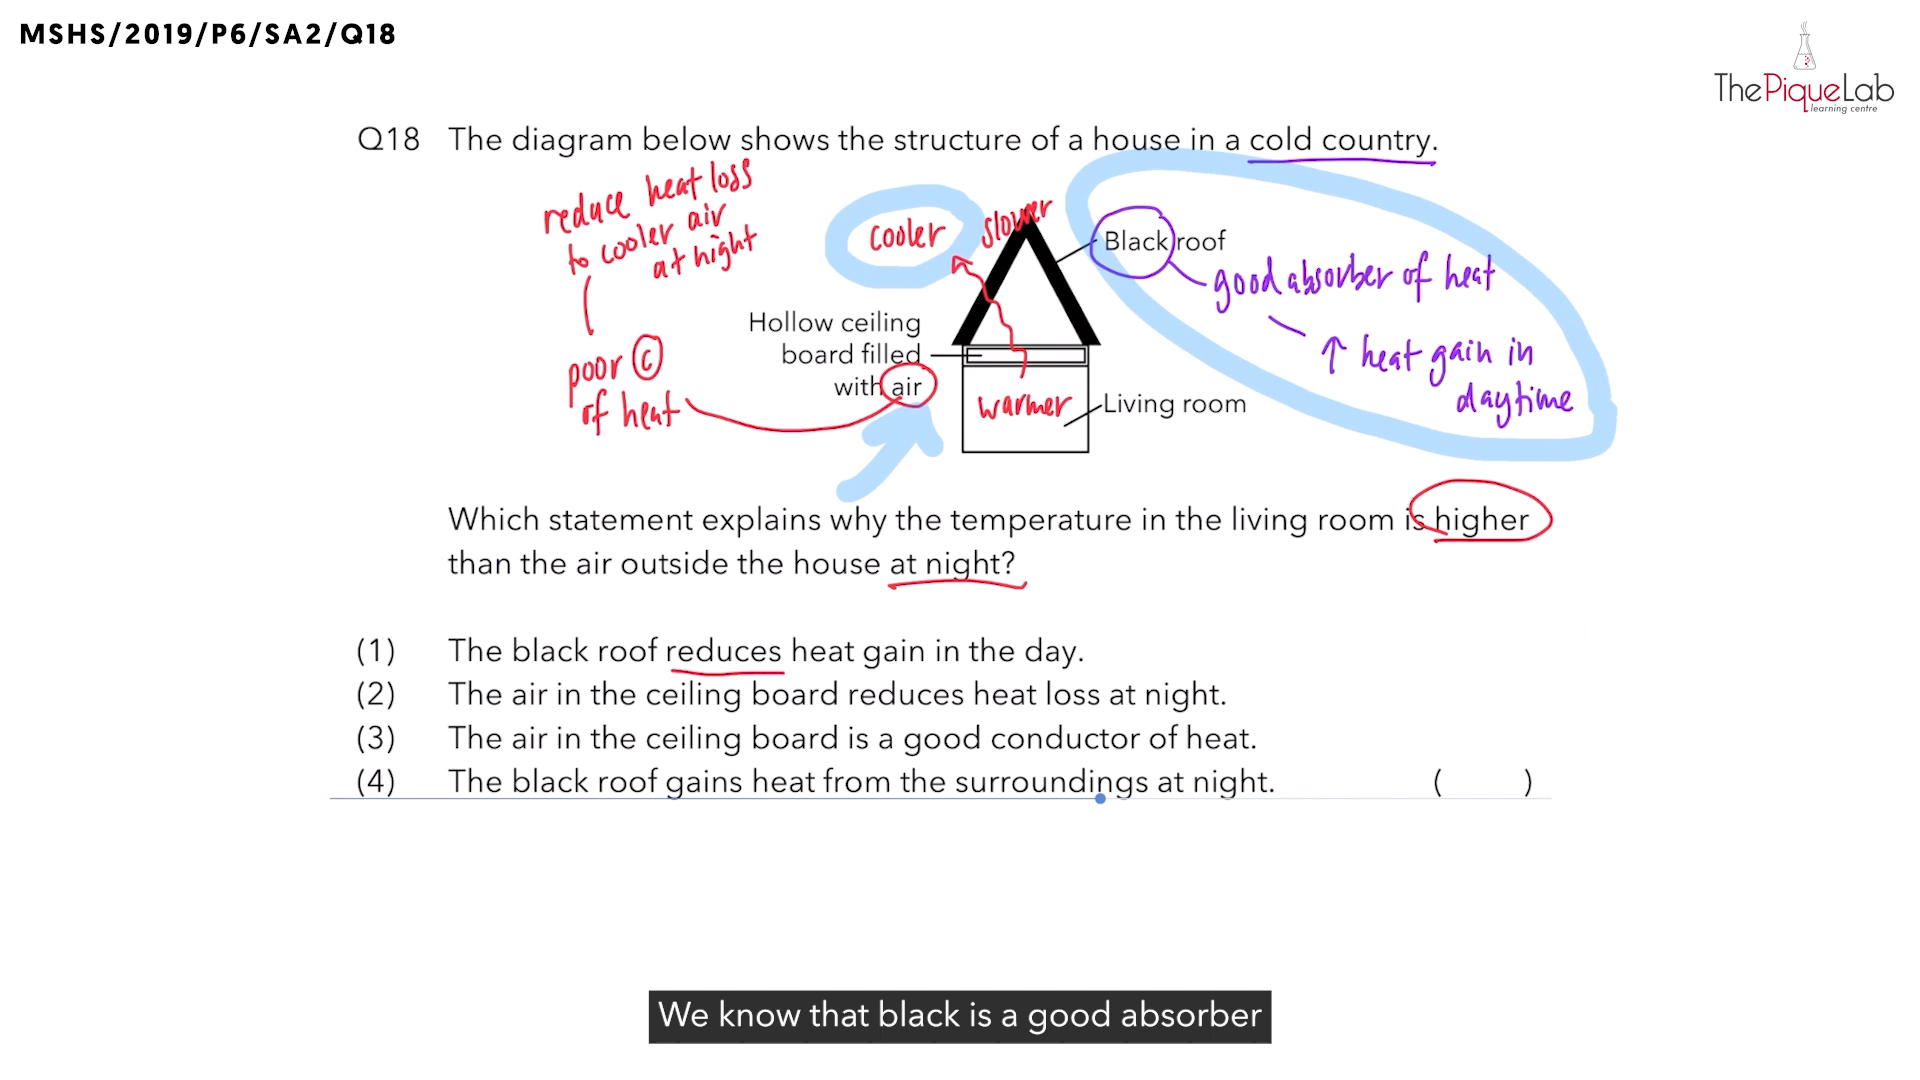 MSHS/2019/P6/SA2/Q18
ThePiqueLab
learning centre
Q18 The diagram below shows the structure of a house in a cold country.
reduce heat loss
to cooler air
at night
poor C
of heat
cooler
slower
Black roof
good absorber of heat
↑ heat gain in
daytime
Hollow ceiling
board filled
with air
warmer
Living room
Which statement explains why the temperature in the living room is higher
than the air outside the house at night?
(1) The black roof reduces heat gain in the day.
(2) The air in the ceiling board reduces heat loss at night.
(3) The air in the ceiling board is a good conductor of heat.
(4) The black roof gains heat from the surroundings at night. ( )
We know that black is a good absorber